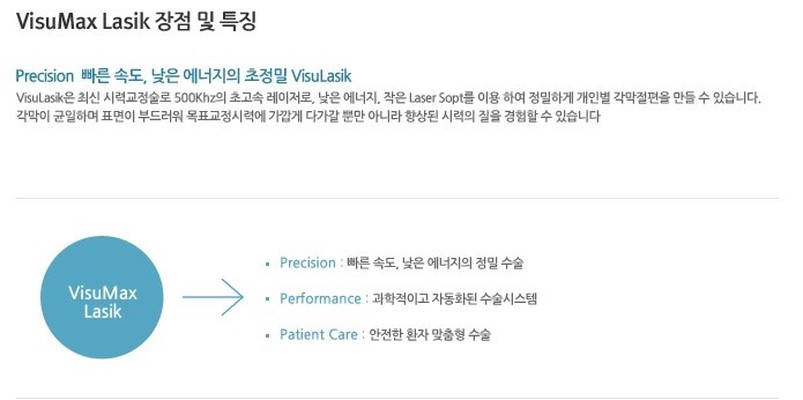 VisuMax Lasik 장점 및 특징
Precision 빠른 속도, 낮은 에너지의 초정밀 VisuLasik
VisuLasik은 최신 시력교정술로 500Khz의 초고속 레이저로, 낮은 에너지, 작은 Laser Sopt를 이용 하여 정밀하게 개인별 각막절편을 만들 수 있습니다.
각막이 균일하며 표면이 부드러워 목표교정시력에 가깝게 다가갈 뿐만 아니라 향상된 시력의 질을 경험할 수 있습니다
VisuMax
Lasik
Precision : 빠른 속도, 낮은 에너지의 정밀 수술
Performance : 과학적이고 자동화된 수술시스템
Patient Care : 안전한 환자 맞춤형 수술